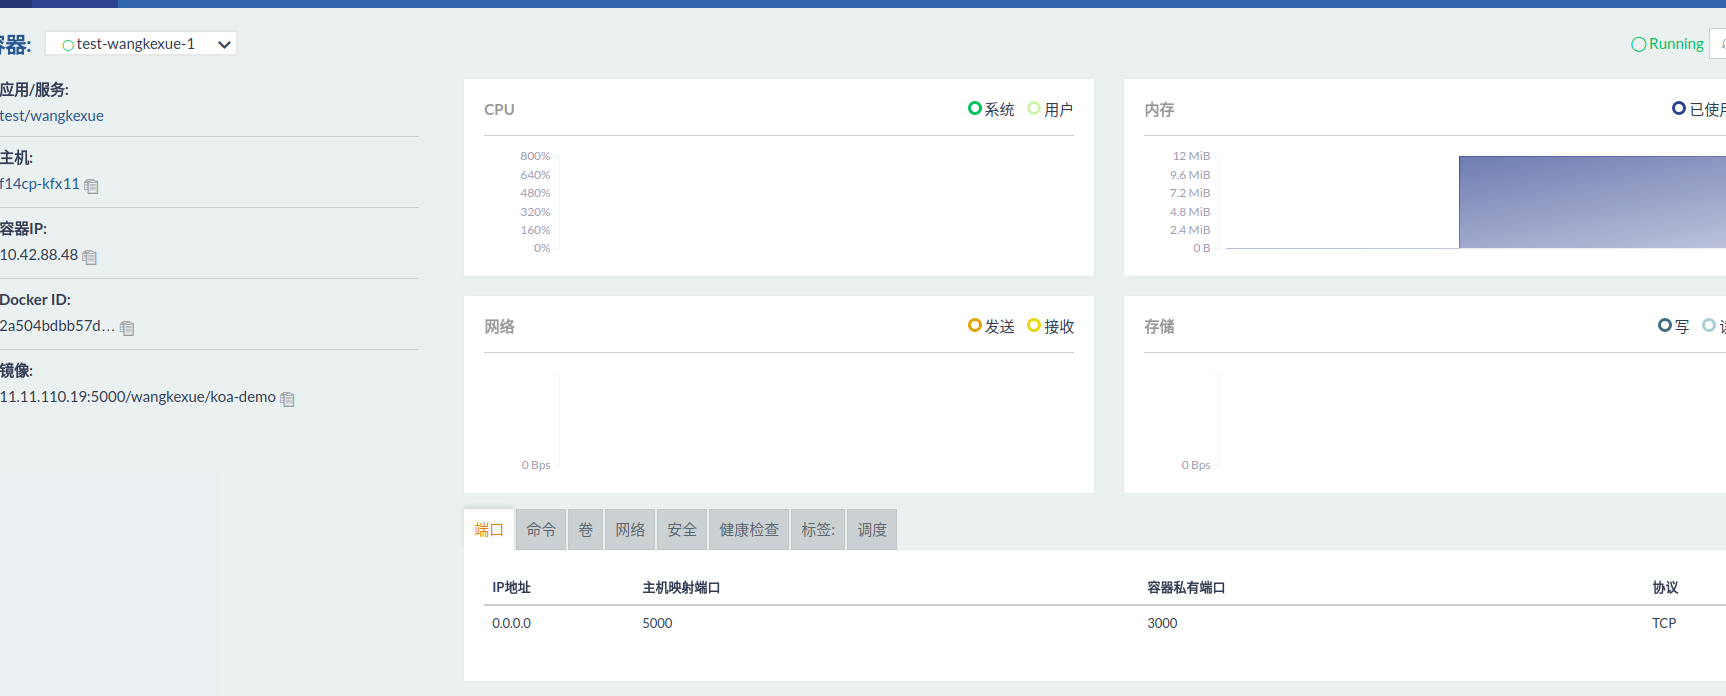 容器: test-wangkexue-1
Running
应用/服务:
test/wangkexue
主机:
f14cp-kfx11
容器IP:
10.42.88.48
Docker ID:
2a504bdbb57d…
镜像:
11.11.110.19:5000/wangkexue/koa-demo
CPU 系统 用户
800%
640%
480%
320%
160%
0%
内存 已使用
12 MiB
9.6 MiB
7.2 MiB
4.8 MiB
2.4 MiB
0 B
网络 发送 接收
0 Bps
存储 写
0 Bps
端口 命令 卷 网络 安全 健康检查 标签: 调度
IP地址 主机映射端口 容器私有端口 协议
0.0.0.0 5000 3000 TCP